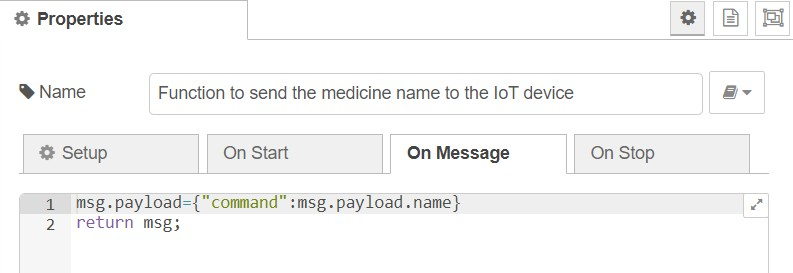 Properties
Name Function to send the medicine name to the IoT device
Setup On Start On Message On Stop
1 msg.payload={"command":msg.payload.name}
2 return msg;